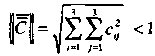 ‖C̿‖ = √(∑_{i=1}^{3} ∑_{j=1}^{3} c_{ij}^2) < 1